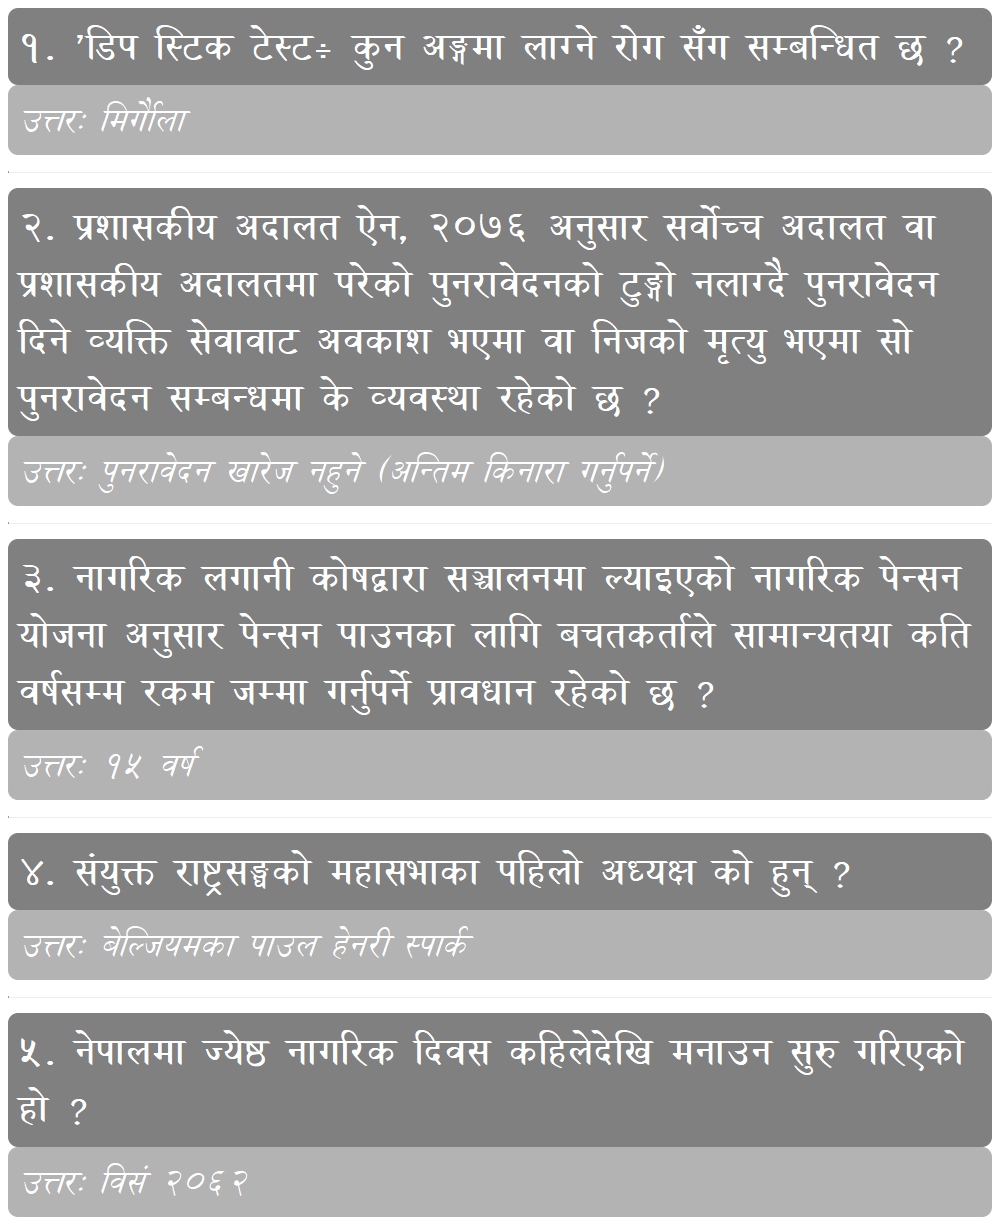 १. ’डिप स्टिक टेस्ट÷ कुन अङ्गमा लाग्ने रोग सँग सम्बन्धित छ ?
उत्तरः मिर्गौाला
२. प्रशासकीय अदालत ऐन, २०७६ अनुसार सर्वोच्च अदालत वा
प्रशासकीय अदालतमा परेको पुनरावेदनको टुङ्गो नलाग्दै पुनरावेदन
दिने व्यक्ति सेवावाट अवकाश भएमा वा निजको मृत्यु भएमा सो
पुनरावेदन सम्बन्धमा के व्यवस्था रहेको छ ?
उत्तरः पुनरावेदन खारेज नहुने (अन्तिम किनारा गर्नुपर्ने)
३. नागरिक लगानी कोषद्वारा सञ्चालनमा ल्याइएको नागरिक पेन्सन
योजना अनुसार पेन्सन पाउनका लागि बचतकर्ताले सामान्यतया कति
वर्षसम्म रकम जम्मा गर्नुपर्ने प्रावधान रहेको छ ?
उत्तरः १५ वर्ष
४. संयुक्त राष्ट्रसङ्घको महासभाका पहिलो अध्यक्ष को हुन् ?
उत्तरः बेल्जियमका पाउल हेनरी स्पार्क
५. नेपालमा ज्येष्ठ नागरिक दिवस कहिलेदेखि मनाउन सुरु गरिएको
हो ?
उत्तरः विसं २०६२